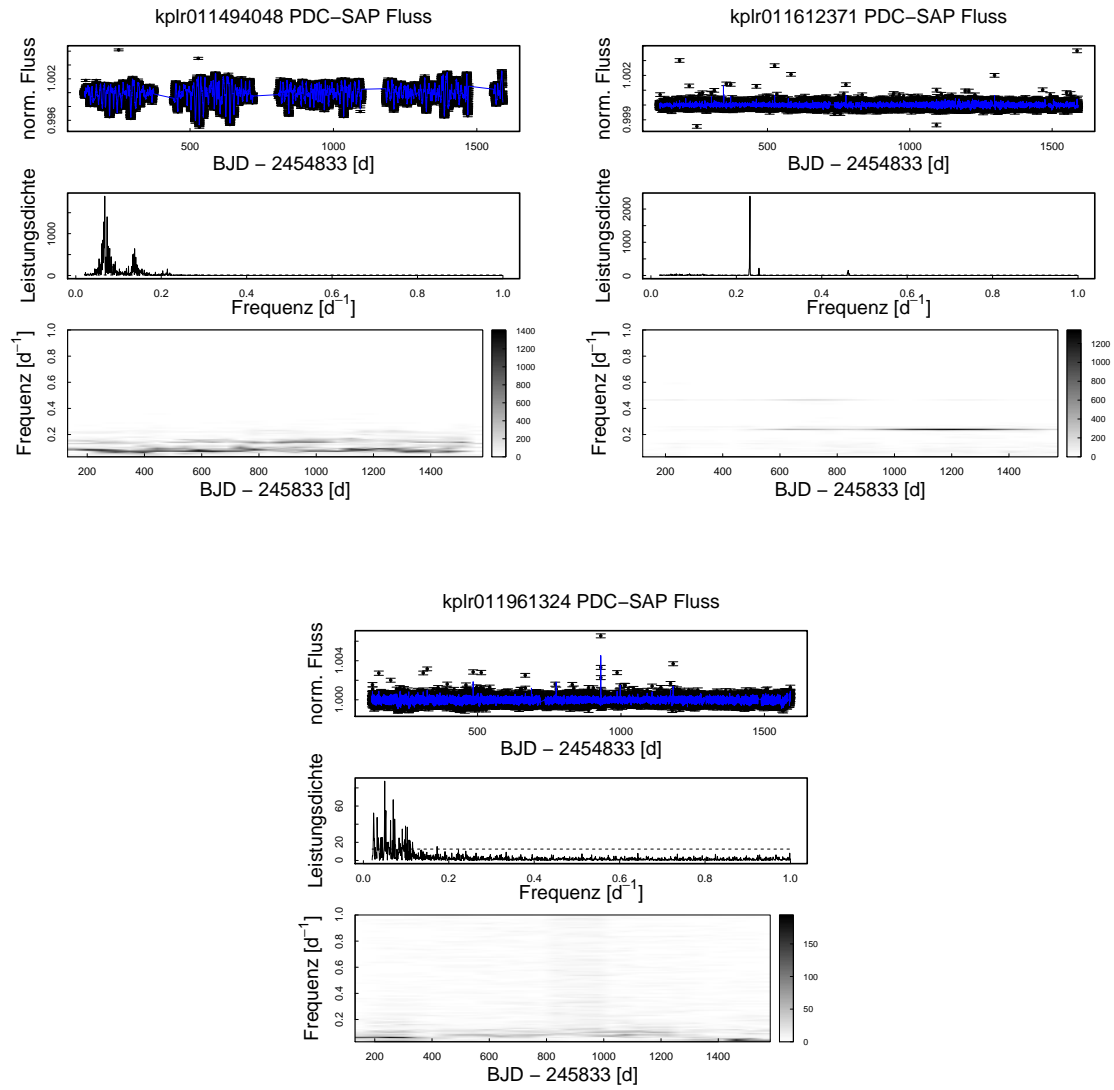 kplr011494048 PDC−SAP Fluss
norm. Fluss
0.996 1.002
500 1000 1500
BJD − 2454833 [d]
Leistungsdichte
0 1000
0.0 0.2 0.4 0.6 0.8 1.0
Frequenz [d−1]
Frequenz [d−1]
0.2 0.4 0.6 0.8 1.0
200 400 600 800 1000 1200 1400
BJD − 245833 [d]
0 200 400 600 800 1000 1200 1400
kplr011612371 PDC−SAP Fluss
norm. Fluss
0.999 1.002
500 1000 1500
BJD − 2454833 [d]
Leistungsdichte
0 1000 2000
0.0 0.2 0.4 0.6 0.8 1.0
Frequenz [d−1]
Frequenz [d−1]
0.2 0.4 0.6 0.8 1.0
200 400 600 800 1000 1200 1400
BJD − 245833 [d]
0 200 400 600 800 1000 1200
kplr011961324 PDC−SAP Fluss
norm. Fluss
1.000 1.004
500 1000 1500
BJD − 2454833 [d]
Leistungsdichte
0 20 60
0.0 0.2 0.4 0.6 0.8 1.0
Frequenz [d−1]
Frequenz [d−1]
0.2 0.4 0.6 0.8 1.0
200 400 600 800 1000 1200 1400
BJD − 245833 [d]
0 50 100 150